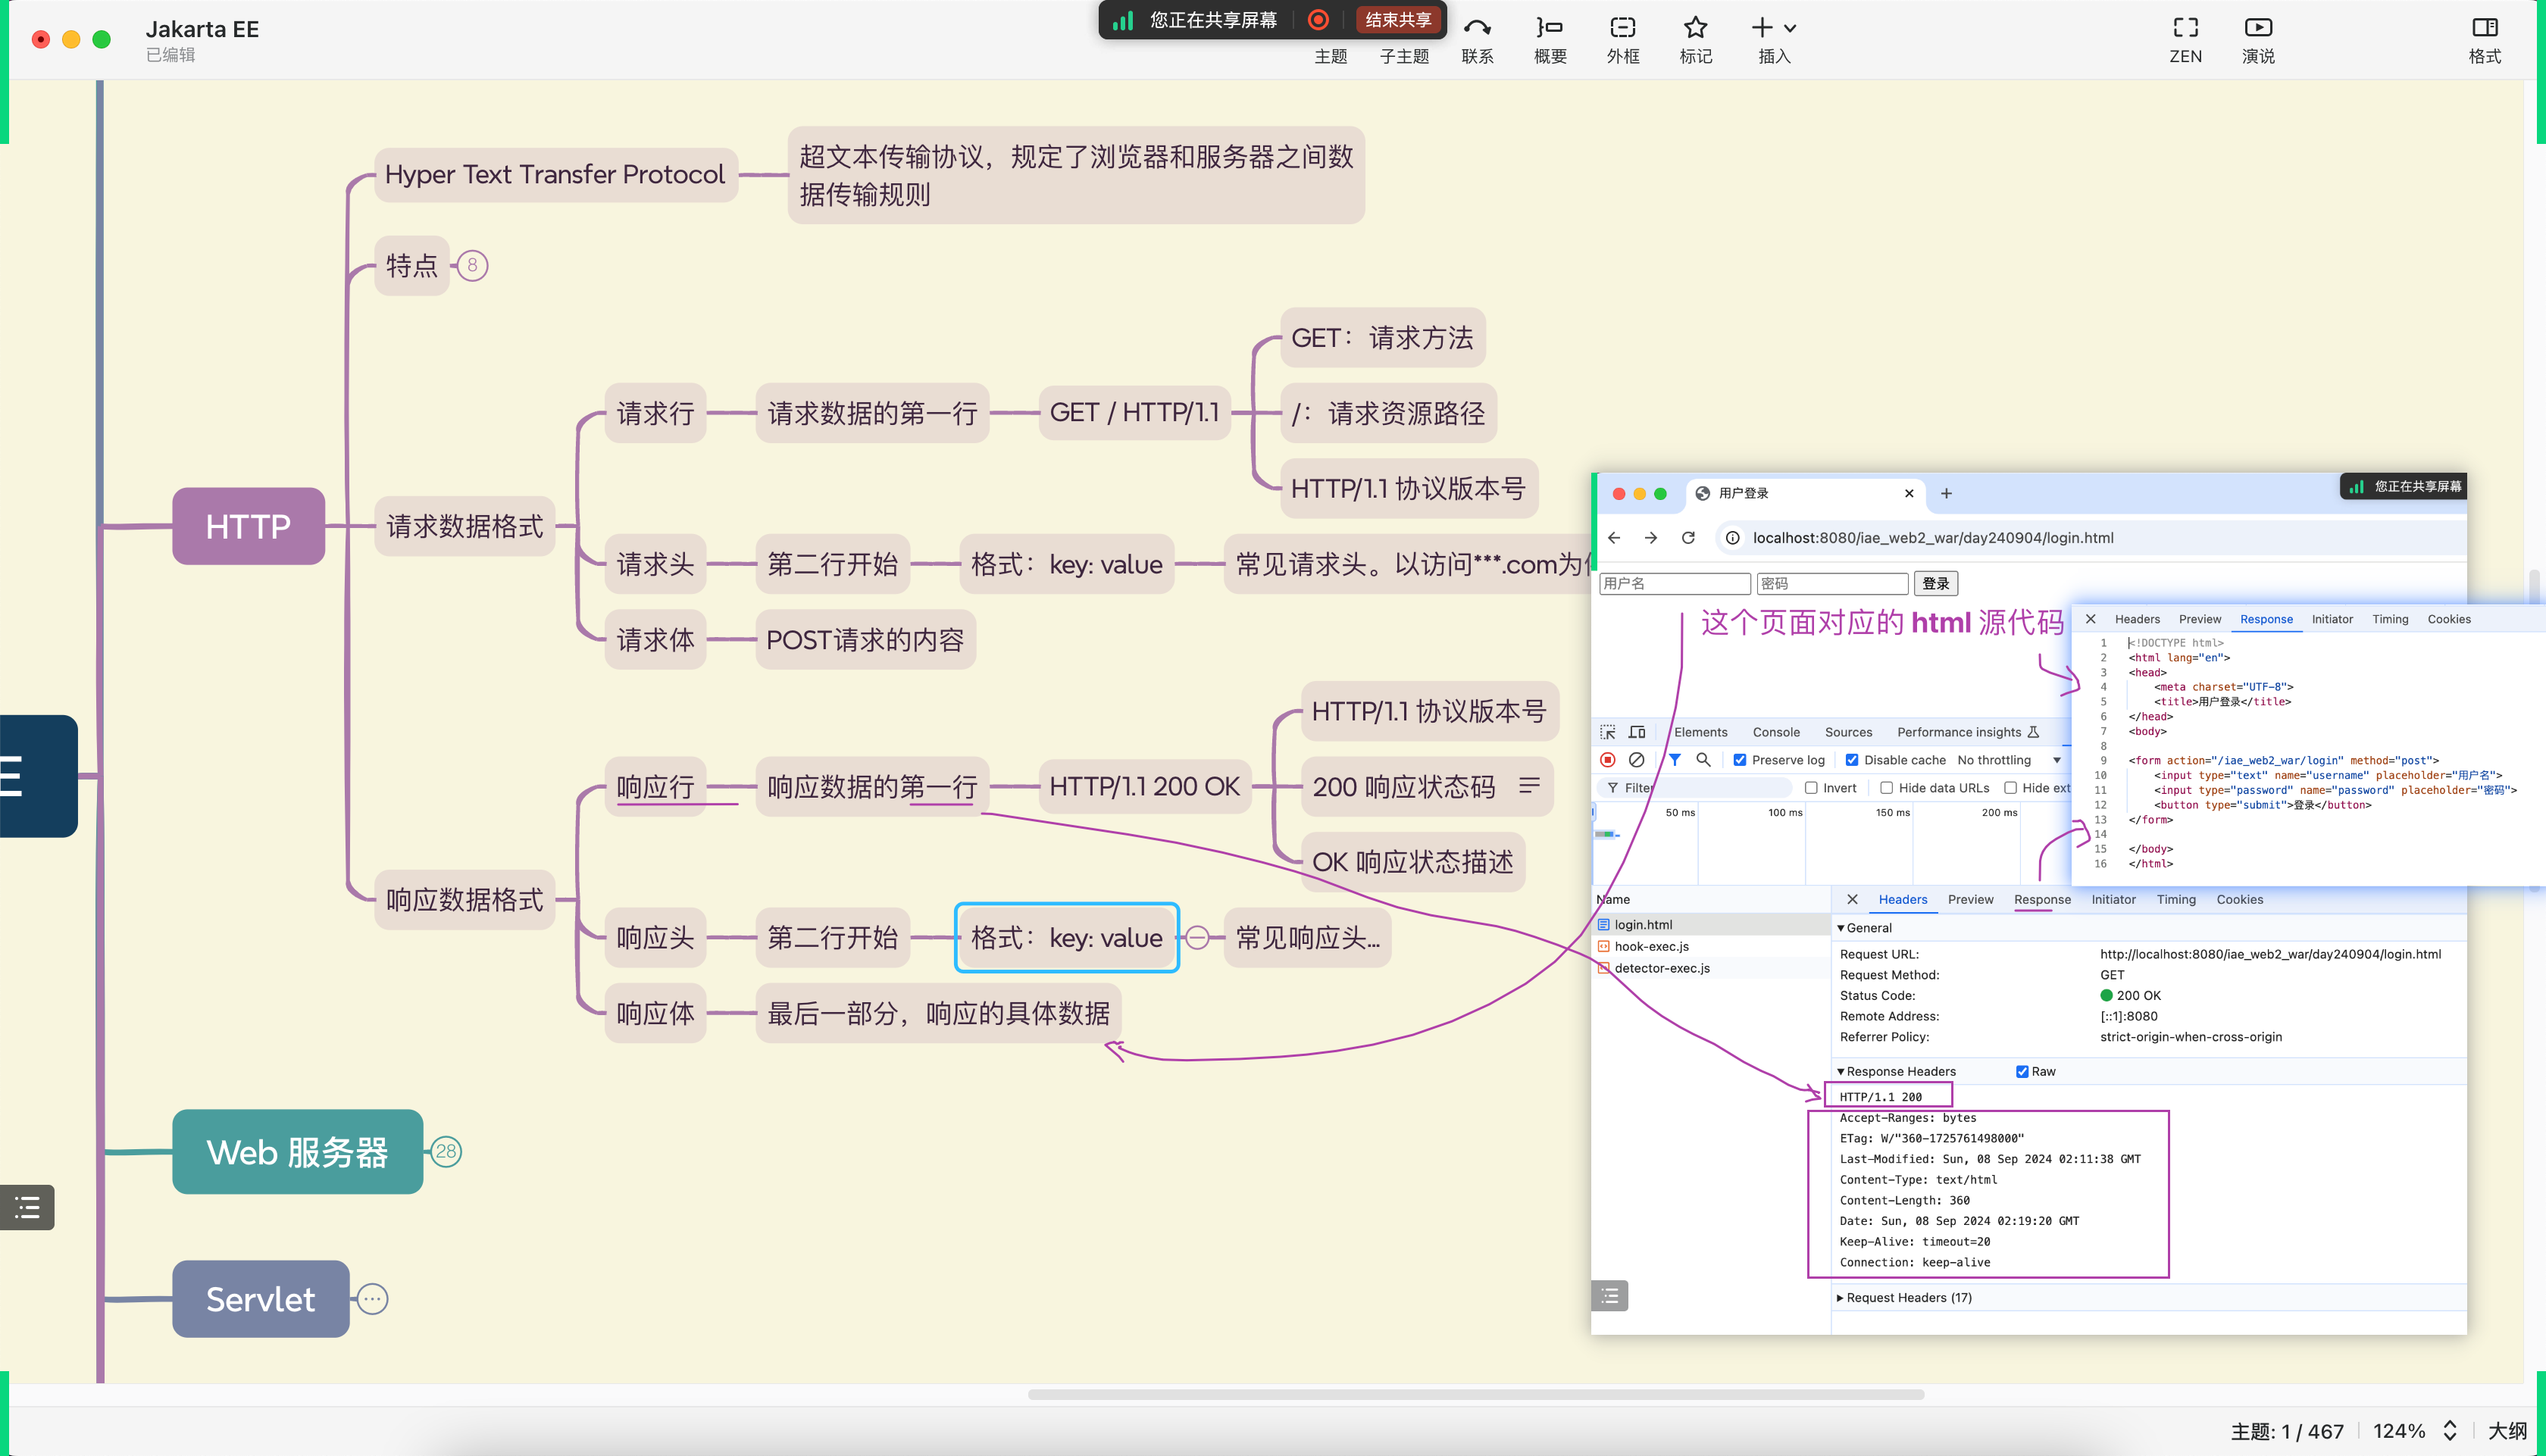 Jakarta EE
已编辑
您正在共享屏幕
结束共享
主题
子主题
联系
概要
外框
标记
插入
ZEN
演说
格式
Hyper Text Transfer Protocol
超文本传输协议，规定了浏览器和服务器之间数
据传输规则
特点
8
GET：请求方法
请求行
请求数据的第一行
GET / HTTP/1.1
/：请求资源路径
HTTP/1.1 协议版本号
HTTP
请求数据格式
请求头
第二行开始
格式：key: value
常见请求头。以访问***.com为
请求体
POST请求的内容
HTTP/1.1 协议版本号
E
响应行
响应数据的第一行
HTTP/1.1 200 OK
200 响应状态码
OK 响应状态描述
响应数据格式
响应头
第二行开始
格式：key: value
常见响应头...
响应体
最后一部分，响应的具体数据
Web 服务器
28
Servlet
用户登录
您正在共享屏幕
localhost:8080/iae_web2_war/day240904/login.html
用户名
密码
登录
这个页面对应的 html 源代码
Headers Preview Response Initiator Timing Cookies
1 <!DOCTYPE html>
2 <html lang="en">
3 <head>
4 <meta charset="UTF-8">
5 <title>用户登录</title>
6 </head>
7 <body>
8
9 <form action="/iae_web2_war/login" method="post">
10 <input type="text" name="username" placeholder="用户名">
11 <input type="password" name="password" placeholder="密码">
12 <button type="submit">登录</button>
13 </form>
14
15 </body>
16 </html>
Elements Console Sources Performance insights
Preserve log Disable cache No throttling
Filter Invert Hide data URLs Hide ext
50 ms 100 ms 150 ms 200 ms
Name
login.html
hook-exec.js
detector-exec.js
Headers Preview Response Initiator Timing Cookies
General
Request URL: http://localhost:8080/iae_web2_war/day240904/login.html
Request Method: GET
Status Code: 200 OK
Remote Address: [::1]:8080
Referrer Policy: strict-origin-when-cross-origin
Response Headers Raw
HTTP/1.1 200
Accept-Ranges: bytes
ETag: W/"360-1725761498000"
Last-Modified: Sun, 08 Sep 2024 02:11:38 GMT
Content-Type: text/html
Content-Length: 360
Date: Sun, 08 Sep 2024 02:19:20 GMT
Keep-Alive: timeout=20
Connection: keep-alive
Request Headers (17)
主题: 1 / 467
124%
大纲